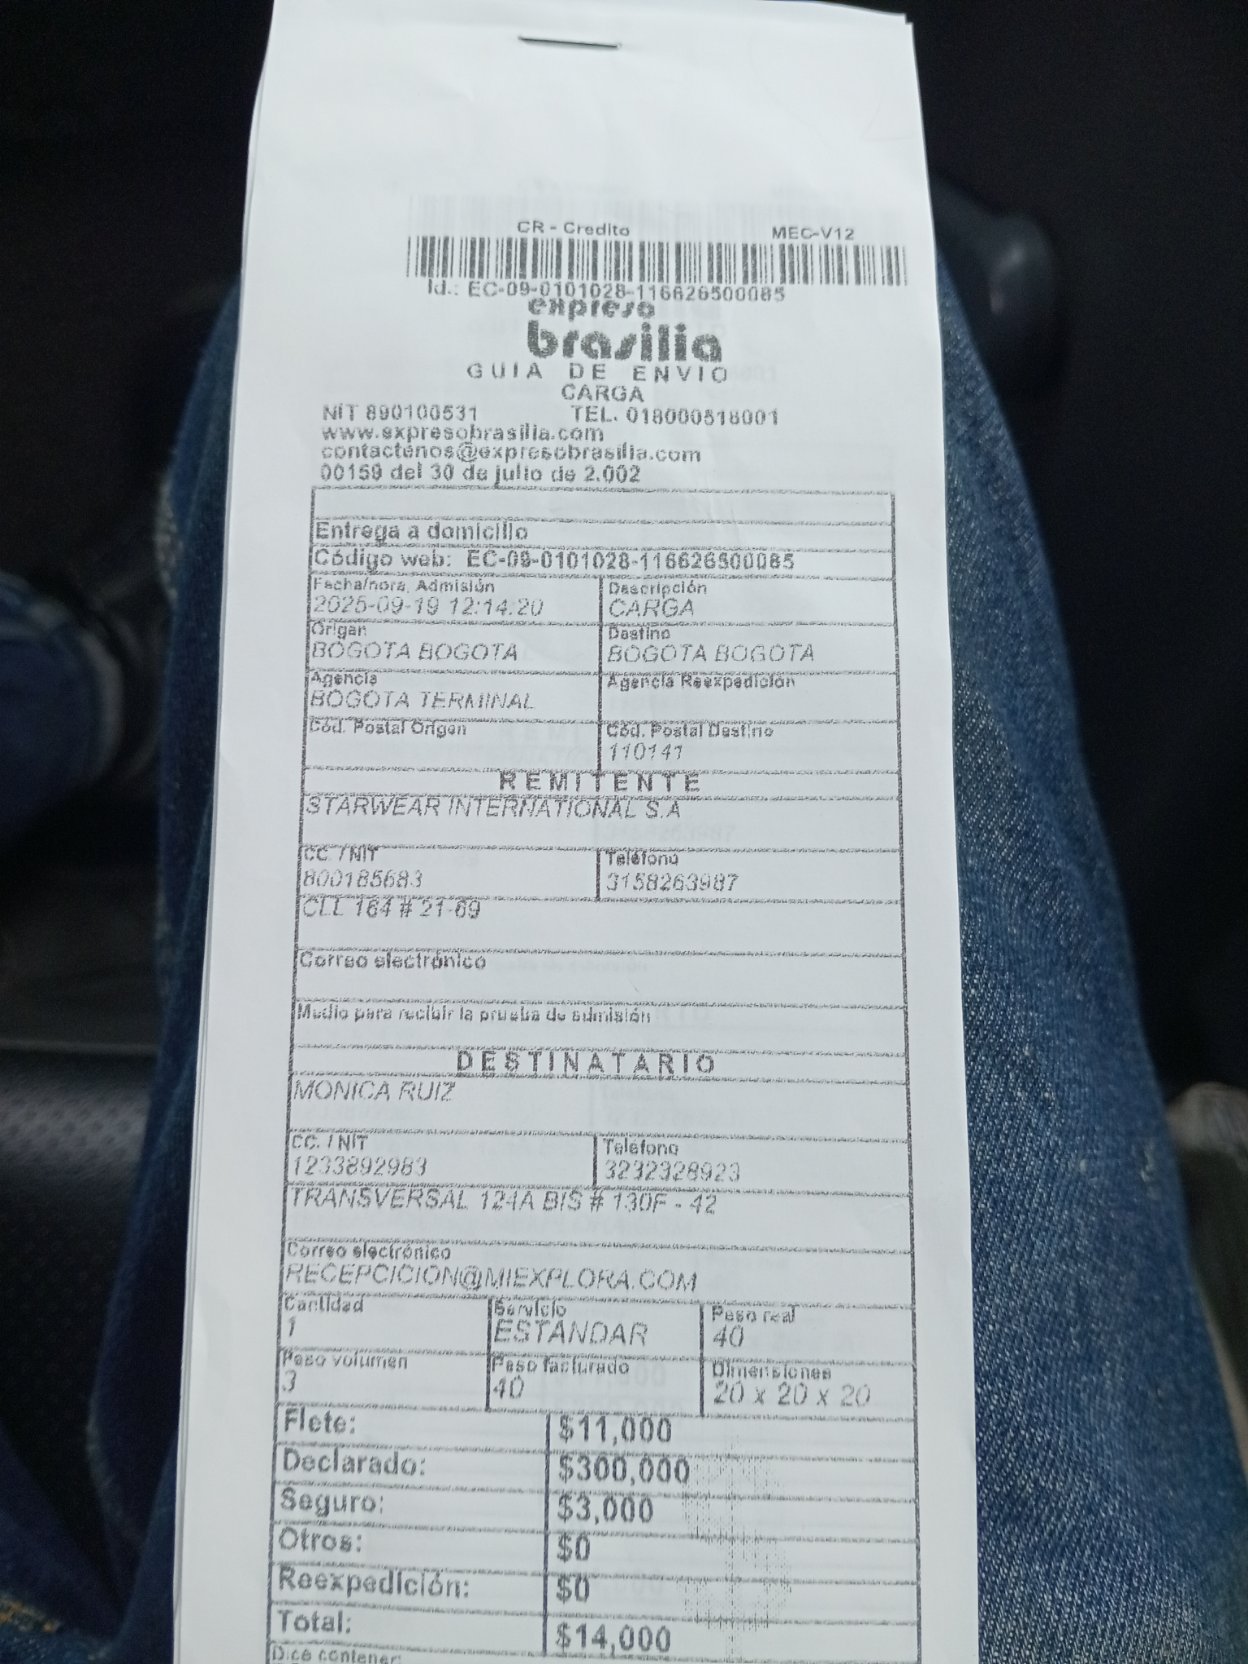 CR - Credito MEC-V12
Id.: EC-09-0101028-116626500085
expreso
brasilia
GUIA DE ENVIO
CARGA
NIT 890100531 TEL. 018000518001
www.expresobrasilia.com
contactenos@expresobrasilia.com
00159 del 30 de julio de 2.002
Entrega a domicilio
Código web: EC-09-0101028-116626500085
Fecha/hora. Admisión Descripción
2025-09-19 12:14:20 CARGA
Origen Destino
BOGOTA BOGOTA BOGOTA BOGOTA
Agencia Agencia Reexpedición
BOGOTA TERMINAL
Cód. Postal Origen Cód. Postal Destino
110141
REMITENTE
STARWEAR INTERNATIONAL S.A
CC. / NIT Teléfono
800185683 3158263987
CLL 164 # 21-69
Correo electrónico
Medio para recibir la prueba de admisión
DESTINATARIO
MONICA RUIZ
CC. / NIT Teléfono
1233892983 3232328923
TRANSVERSAL 124A BIS # 130F - 42
Correo electrónico
RECEPCICION@MIEXPLORA.COM
Cantidad Servicio Peso real
1 ESTANDAR 40
Peso volumen Peso facturado Dimensiones
3 40 20 x 20 x 20
Flete: $11,000
Declarado: $300,000
Seguro: $3,000
Otros: $0
Reexpedición: $0
Total: $14,000
Dice contener: